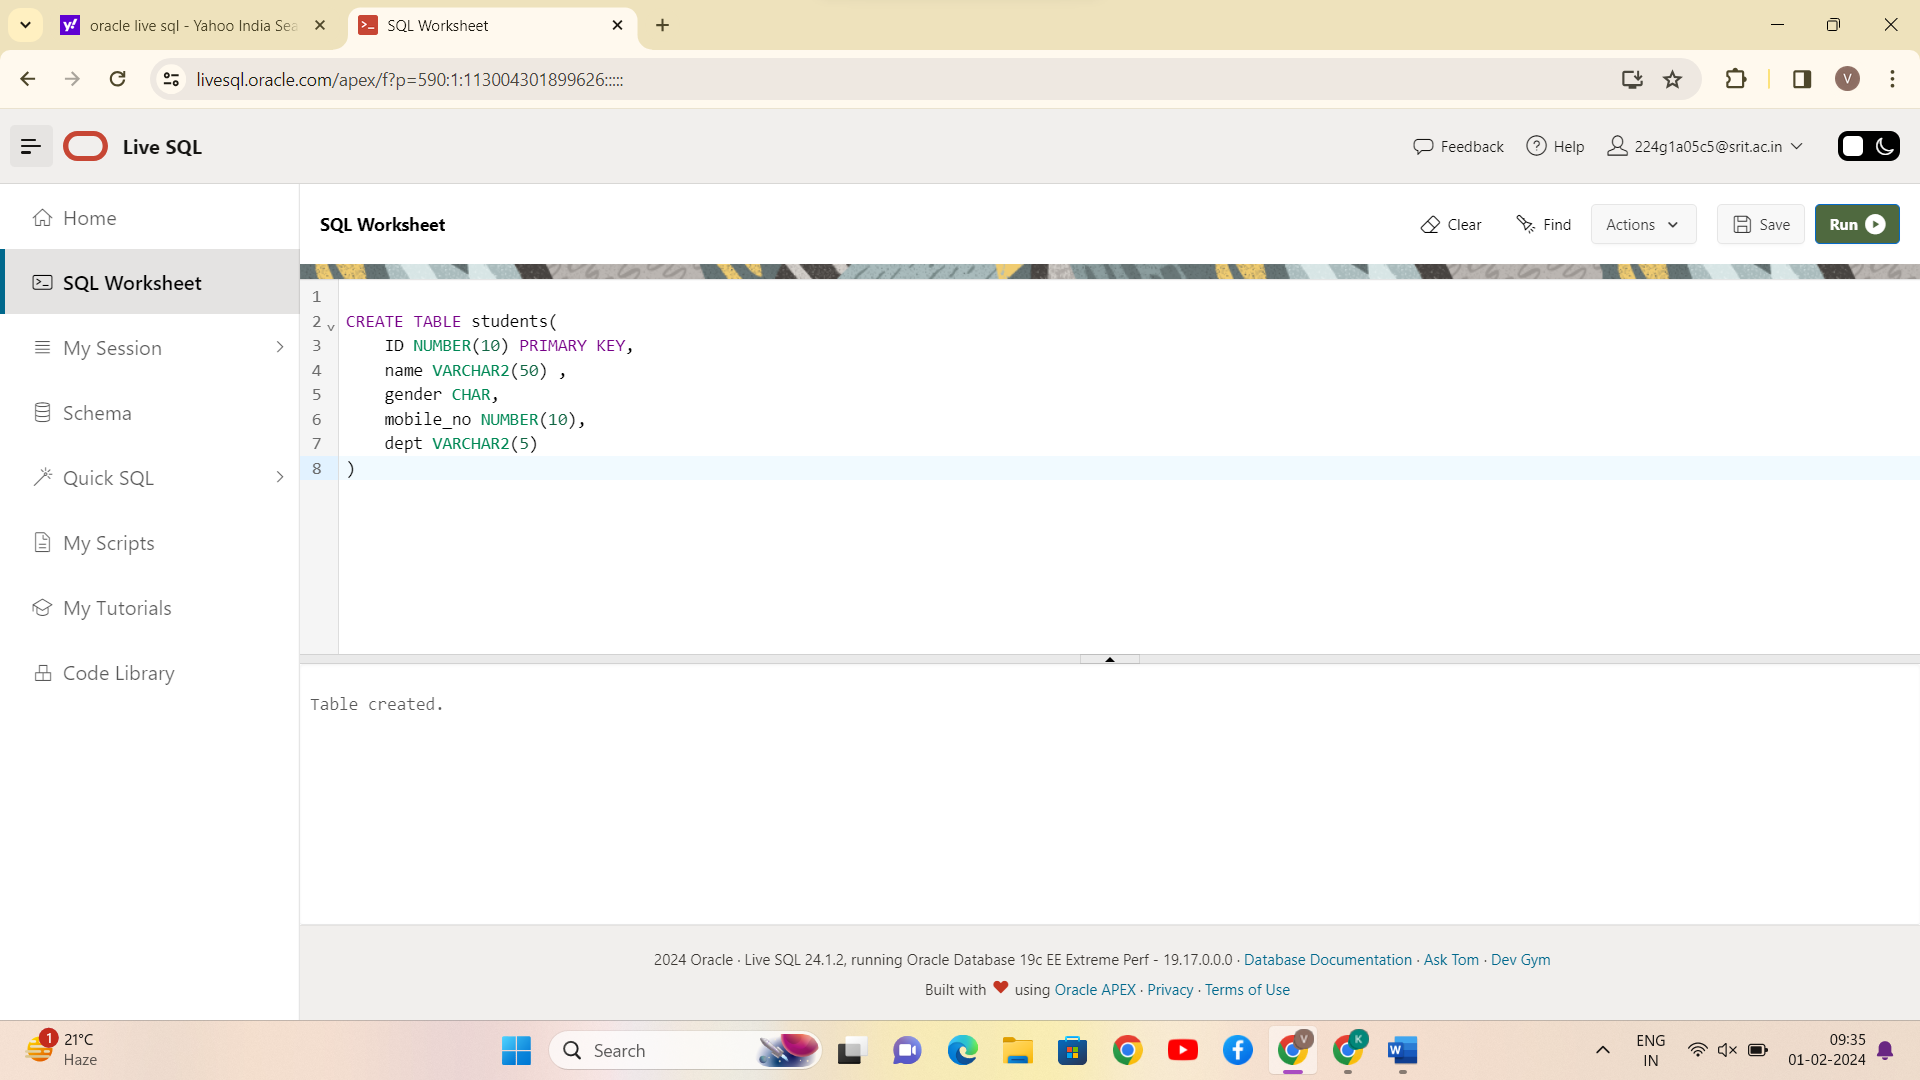 oracle live sql - Yahoo India Sea
SQL Worksheet
livesql.oracle.com/apex/f?p=590:1:113004301899626:::::
V
Live SQL
Feedback
Help
224g1a05c5@srit.ac.in
Home
SQL Worksheet
My Session
Schema
Quick SQL
My Scripts
My Tutorials
Code Library
SQL Worksheet
Clear
Find
Actions
Save
Run
1
2 CREATE TABLE students(
3 ID NUMBER(10) PRIMARY KEY,
4 name VARCHAR2(50) ,
5 gender CHAR,
6 mobile_no NUMBER(10),
7 dept VARCHAR2(5)
8 )
Table created.
2024 Oracle · Live SQL 24.1.2, running Oracle Database 19c EE Extreme Perf - 19.17.0.0.0 · Database Documentation · Ask Tom · Dev Gym
Built with ❤ using Oracle APEX · Privacy · Terms of Use
1
21°C
Haze
Search
V
K
W
ENG
IN
09:35
01-02-2024